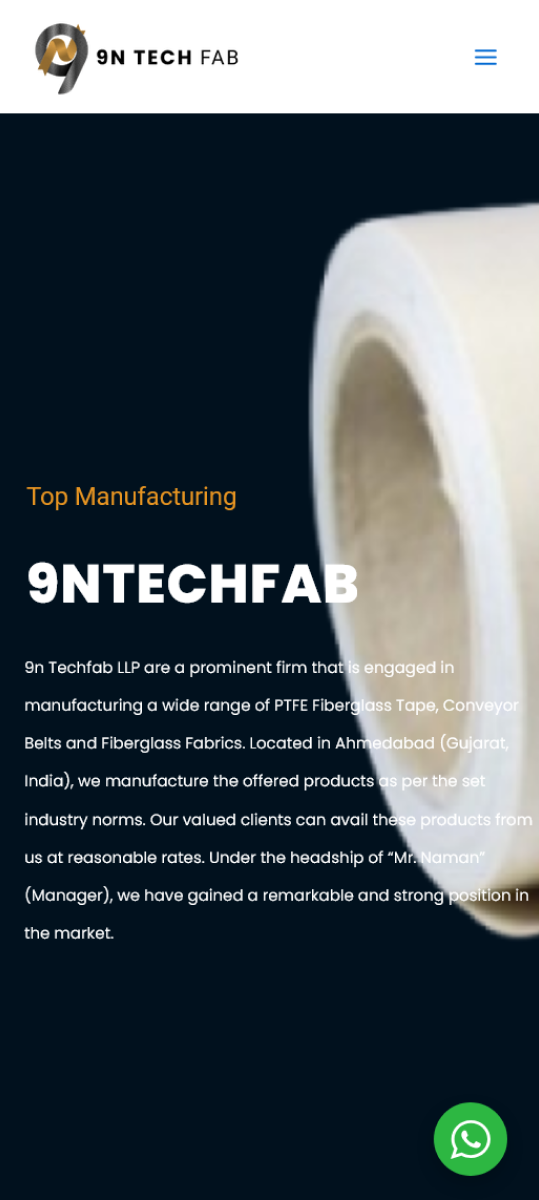 9N TECH FAB
Top Manufacturing
9NTECHFAB
9n Techfab LLP are a prominent firm that is engaged in
manufacturing a wide range of PTFE Fiberglass Tape, Conveyor
Belts and Fiberglass Fabrics. Located in Ahmedabad (Gujarat,
India), we manufacture the offered products as per the set
industry norms. Our valued clients can avail these products from
us at reasonable rates. Under the headship of “Mr. Naman”
(Manager), we have gained a remarkable and strong position in
the market.